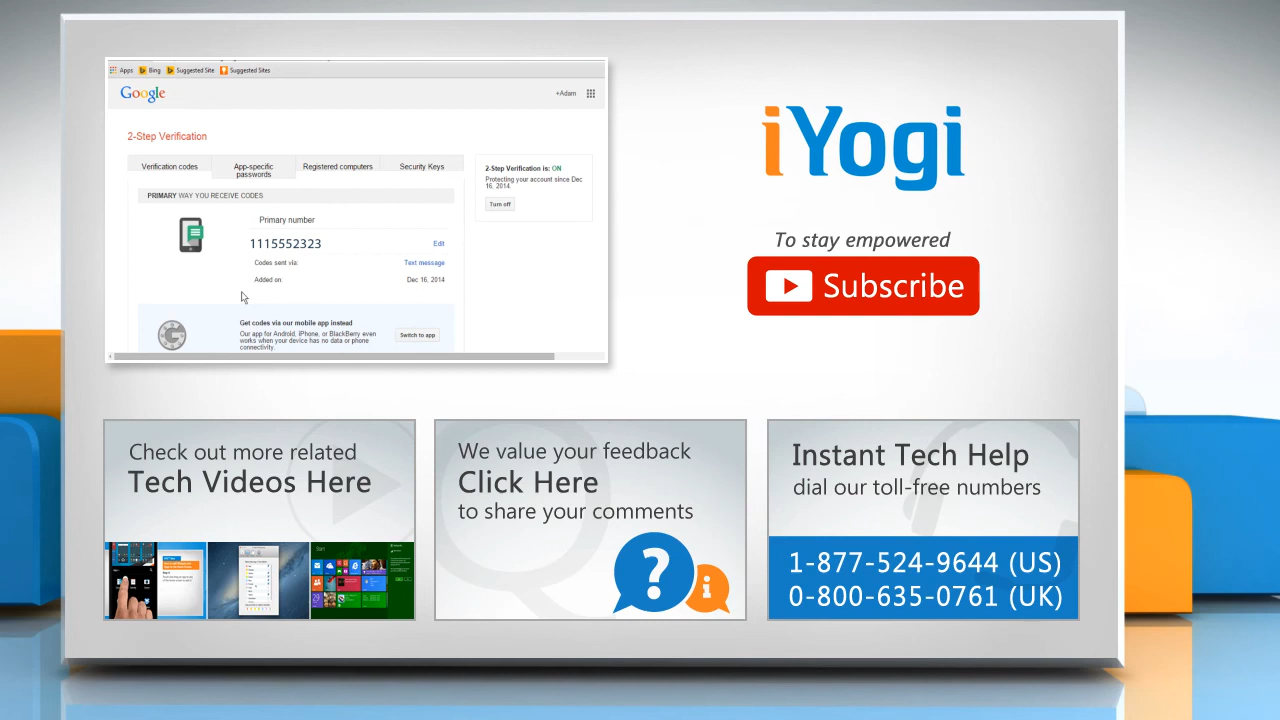 Apps Bing Suggested Site Suggested Sites
Google
+Adam
2-Step Verification
Verification codes
App-specific
passwords
Registered computers
Security Keys
2-Step Verification is: ON
Protecting your account since Dec
16, 2014.
Turn off
PRIMARY WAY YOU RECEIVE CODES
Primary number
1115552323
Edit
Codes sent via:
Text message
Added on:
Dec 16, 2014
Get codes via our mobile app instead
Our app for Android, iPhone, or BlackBerry even
works when your device has no data or phone
connectivity.
Switch to app
iYogi
To stay empowered
Subscribe
Check out more related
Tech Videos Here
We value your feedback
Click Here
to share your comments
?
i
Instant Tech Help
dial our toll-free numbers
1-877-524-9644 (US)
0-800-635-0761 (UK)
Start